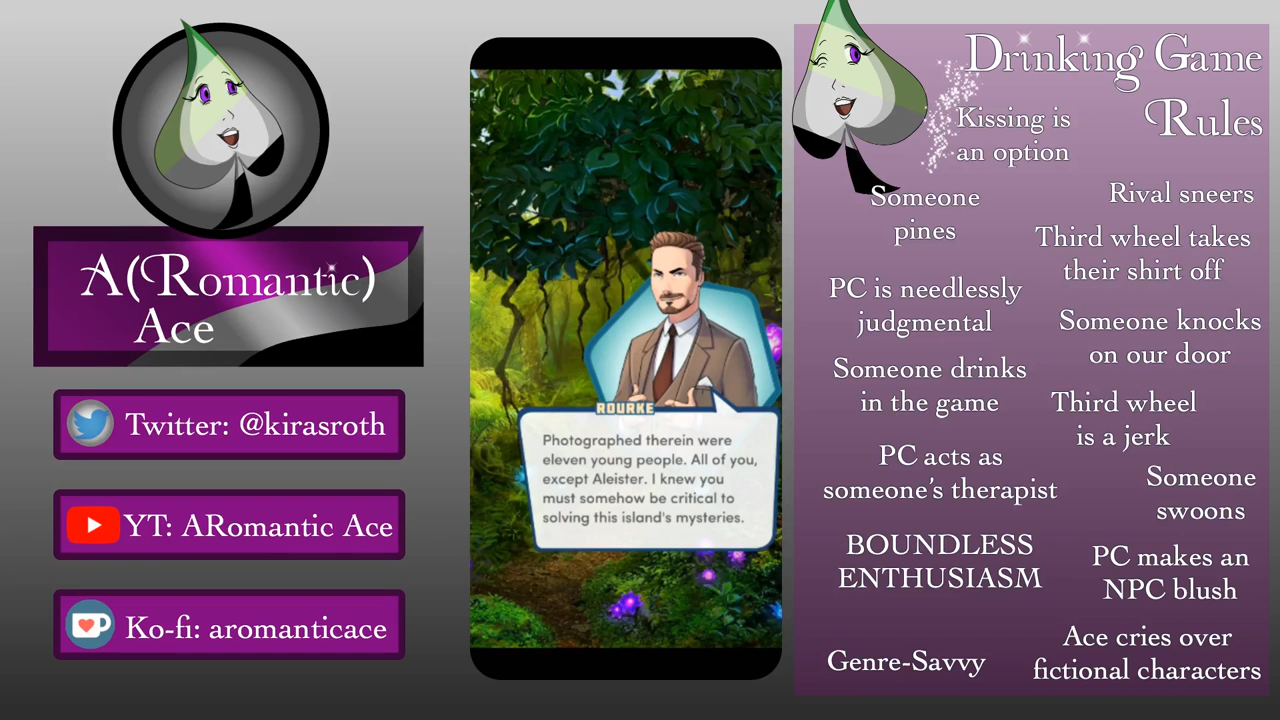 A(Romantic)
Ace
Twitter: @kirasroth
YT: ARomantic Ace
Ko-fi: aromanticace
ROURKE
Photographed therein were
eleven young people. All of you,
except Aleister. I knew you
must somehow be critical to
solving this island's mysteries.
Drinking Game
Rules
Kissing is
an option
Someone
pines
Rival sneers
Third wheel takes
their shirt off
PC is needlessly
judgmental
Someone knocks
on our door
Someone drinks
in the game
Third wheel
is a jerk
PC acts as
someone's therapist
Someone
swoons
BOUNDLESS
ENTHUSIASM
PC makes an
NPC blush
Genre-Savvy
Ace cries over
fictional characters